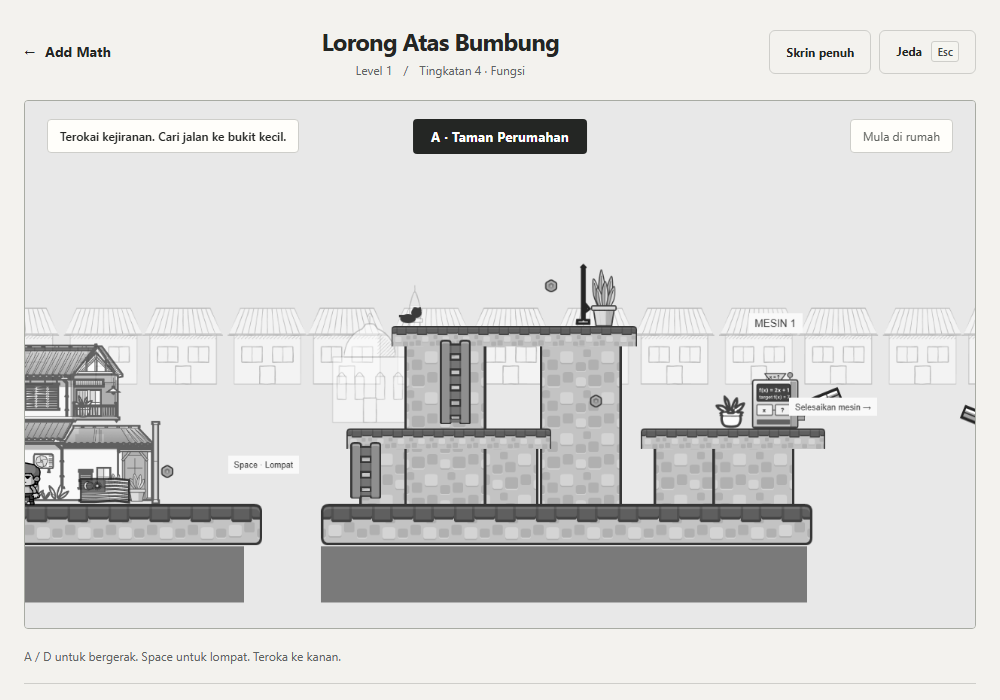 ← Add Math
Lorong Atas Bumbung
Level 1 / Tingkatan 4 · Fungsi
Skrin penuh
Jeda Esc
Terokai kejiranan. Cari jalan ke bukit kecil.
A · Taman Perumahan
Mula di rumah
MESIN 1
f(x) = 2x + 1
target f(x) =
x
?
Selesaikan mesin →
Space · Lompat
A / D untuk bergerak. Space untuk lompat. Teroka ke kanan.